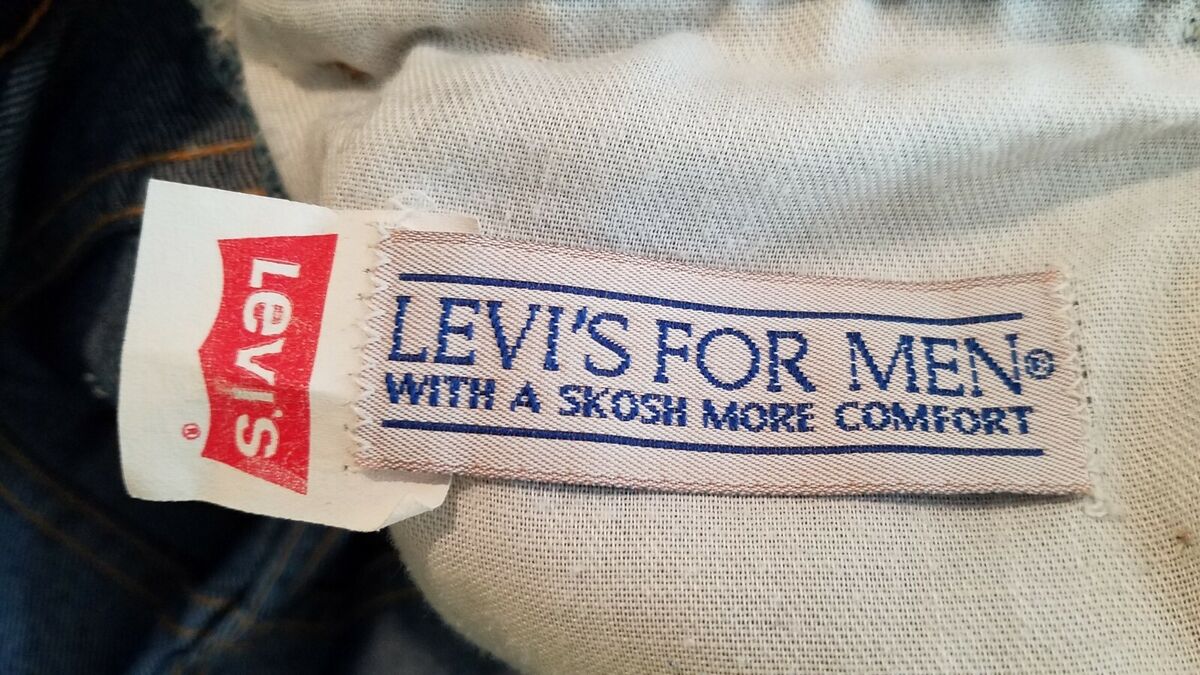 Levi's
®
LEVI'S FOR MEN®
WITH A SKOSH MORE COMFORT